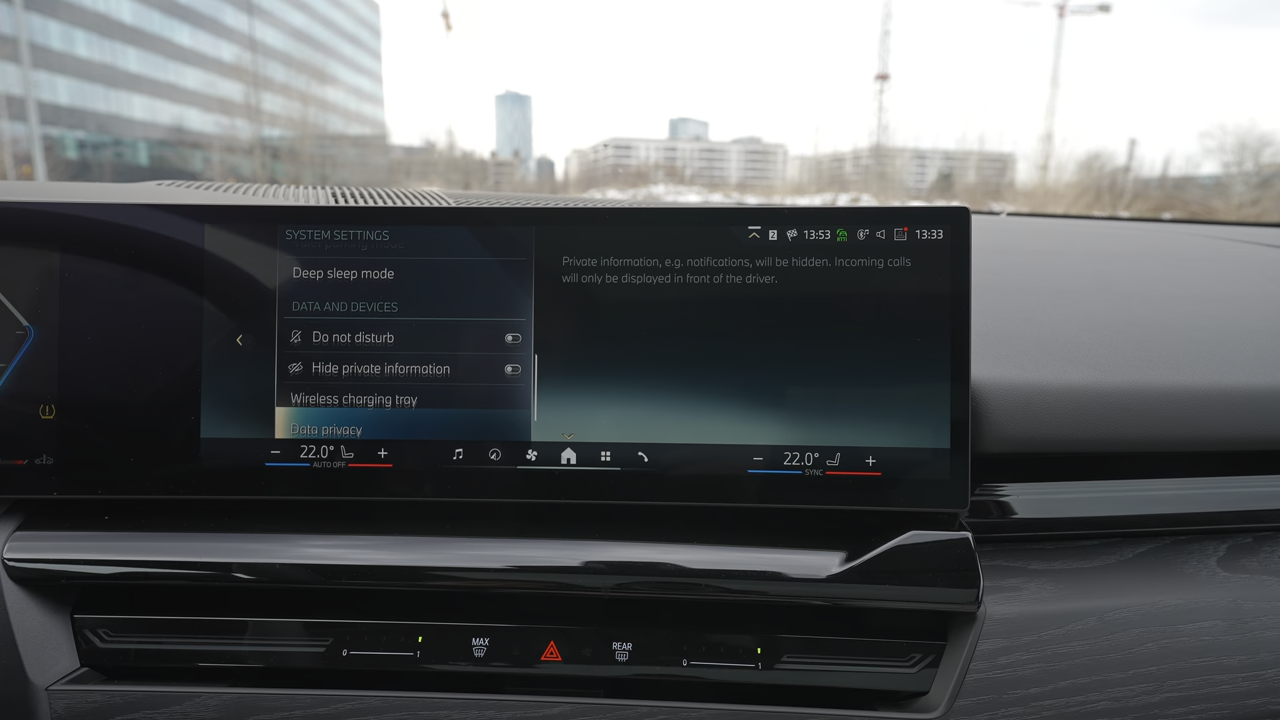 SYSTEM SETTINGS
2 13:53 13:33
Deep sleep mode
DATA AND DEVICES
Do not disturb
Hide private information
Wireless charging tray
Data privacy
Private information, e.g. notifications, will be hidden. Incoming calls
will only be displayed in front of the driver.
− 22.0° +
AUTO OFF
− 22.0° +
SYNC
0 1
MAX
REAR
0 1